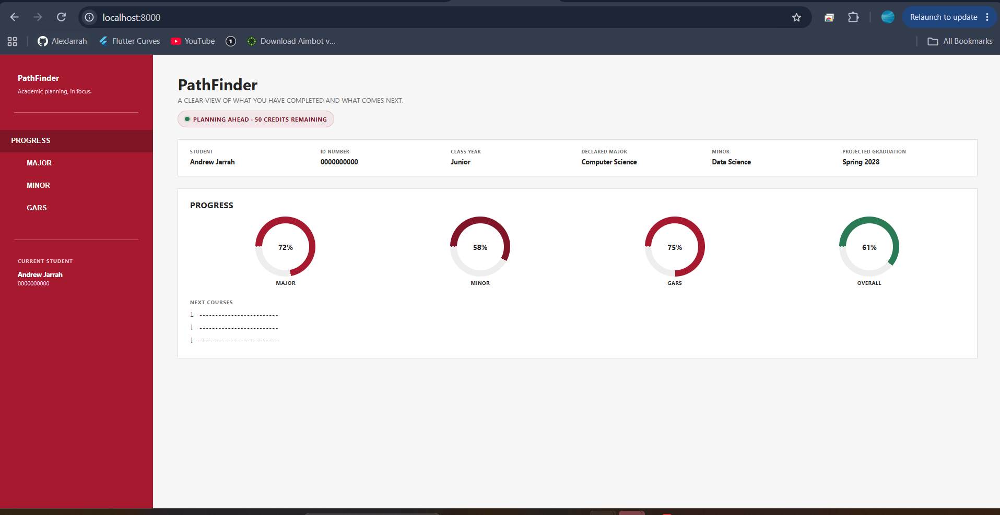 localhost:8000
Relaunch to update
AlexJarrah
Flutter Curves
YouTube
1
Download Aimbot v...
All Bookmarks
PathFinder
Academic planning, in focus.
PROGRESS
MAJOR
MINOR
GARS
CURRENT STUDENT
Andrew Jarrah
0000000000
PathFinder
A CLEAR VIEW OF WHAT YOU HAVE COMPLETED AND WHAT COMES NEXT.
PLANNING AHEAD · 50 CREDITS REMAINING
STUDENT
Andrew Jarrah
ID NUMBER
0000000000
CLASS YEAR
Junior
DECLARED MAJOR
Computer Science
MINOR
Data Science
PROJECTED GRADUATION
Spring 2028
PROGRESS
72%
MAJOR
58%
MINOR
75%
GARS
61%
OVERALL
NEXT COURSES
↓ -------------------------
↓ -------------------------
↓ -------------------------